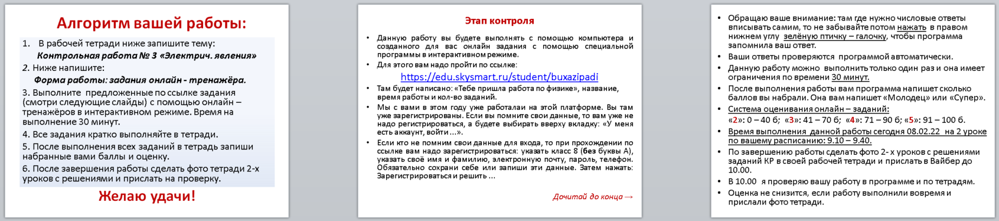 Алгоритм вашей работы:
1. В рабочей тетради ниже запишите тему:
Контрольная работа № 3 «Электрич. явления»
2. Ниже напишите:
Форма работы: задания онлайн - тренажёра.
3. Выполните предложенные по ссылке задания
(смотри следующие слайды) с помощью онлайн –
тренажёров в интерактивном режиме. Время на
выполнение 30 минут.
4. Все задания кратко выполняйте в тетради.
5. После выполнения всех заданий в тетрадь запиши
набранные вами баллы и оценку.
6. После завершения работы сделать фото тетради 2-х
уроков с решениями и прислать на проверку.
Желаю удачи!
Этап контроля
• Данную работу вы будете выполнять с помощью компьютера и
созданного для вас онлайн задания с помощью специальной
программы в интерактивном режиме.
• Для этого вам надо пройти по ссылке:
https://edu.skysmart.ru/student/buxazipadi
• Там будет написано: «Тебе пришла работа по физике», название,
время работы и кол-во заданий.
• Мы с вами в этом году уже работалаи на этой платформе. Вы там
уже зарегистрированы. Если вы помните свои данные, то вам уже не
надо регистрироваться, а будете выбирать вверху вкладку: «У меня
есть аккаунт, войти ...».
• Если кто не помним свои данные для входа, то при прохождении по
ссылке вам надо зарегистрироваться: указать класс 8 (без буквы А),
указать своё имя и фамилию, электронную почту, пароль, телефон.
Обязательно сохрани себе или запиши эти данные. Затем нажать:
Зарегистрироваться и решить ...
Дочитай до конца →
• Обращаю ваше внимание: там где нужно числовые ответы
вписывать самим, то не забывайте потом нажать в правом
нижнем углу зелёную птичку – галочку, чтобы программа
запомнила ваш ответ.
• Ваши ответы проверяются программой автоматически.
• Данную работу можно выполнить только один раз и она имеет
ограничения по времени 30 минут.
• После выполнения работы вам программа напишет сколько
баллов вы набрали. Она вам напишет «Молодец» или «Супер».
• Система оценивания онлайн – заданий:
«2»: 0 – 40 б; «3»: 41 – 70 б; «4»: 71 – 90 б; «5»: 91 – 100 б.
• Время выполнения данной работы сегодня 08.02.22 на 2 уроке
по вашему расписанию: 9.10 – 9.40.
• По завершению работы сделать фото 2- х уроков с решениями
заданий КР в своей рабочей тетради и прислать в Вайбер до
10.00.
• В 10.00 я проверяю вашу работу в программе и по тетрадям.
• Оценка не снизится, если работу выполнили вовремя и
прислали фото тетради.